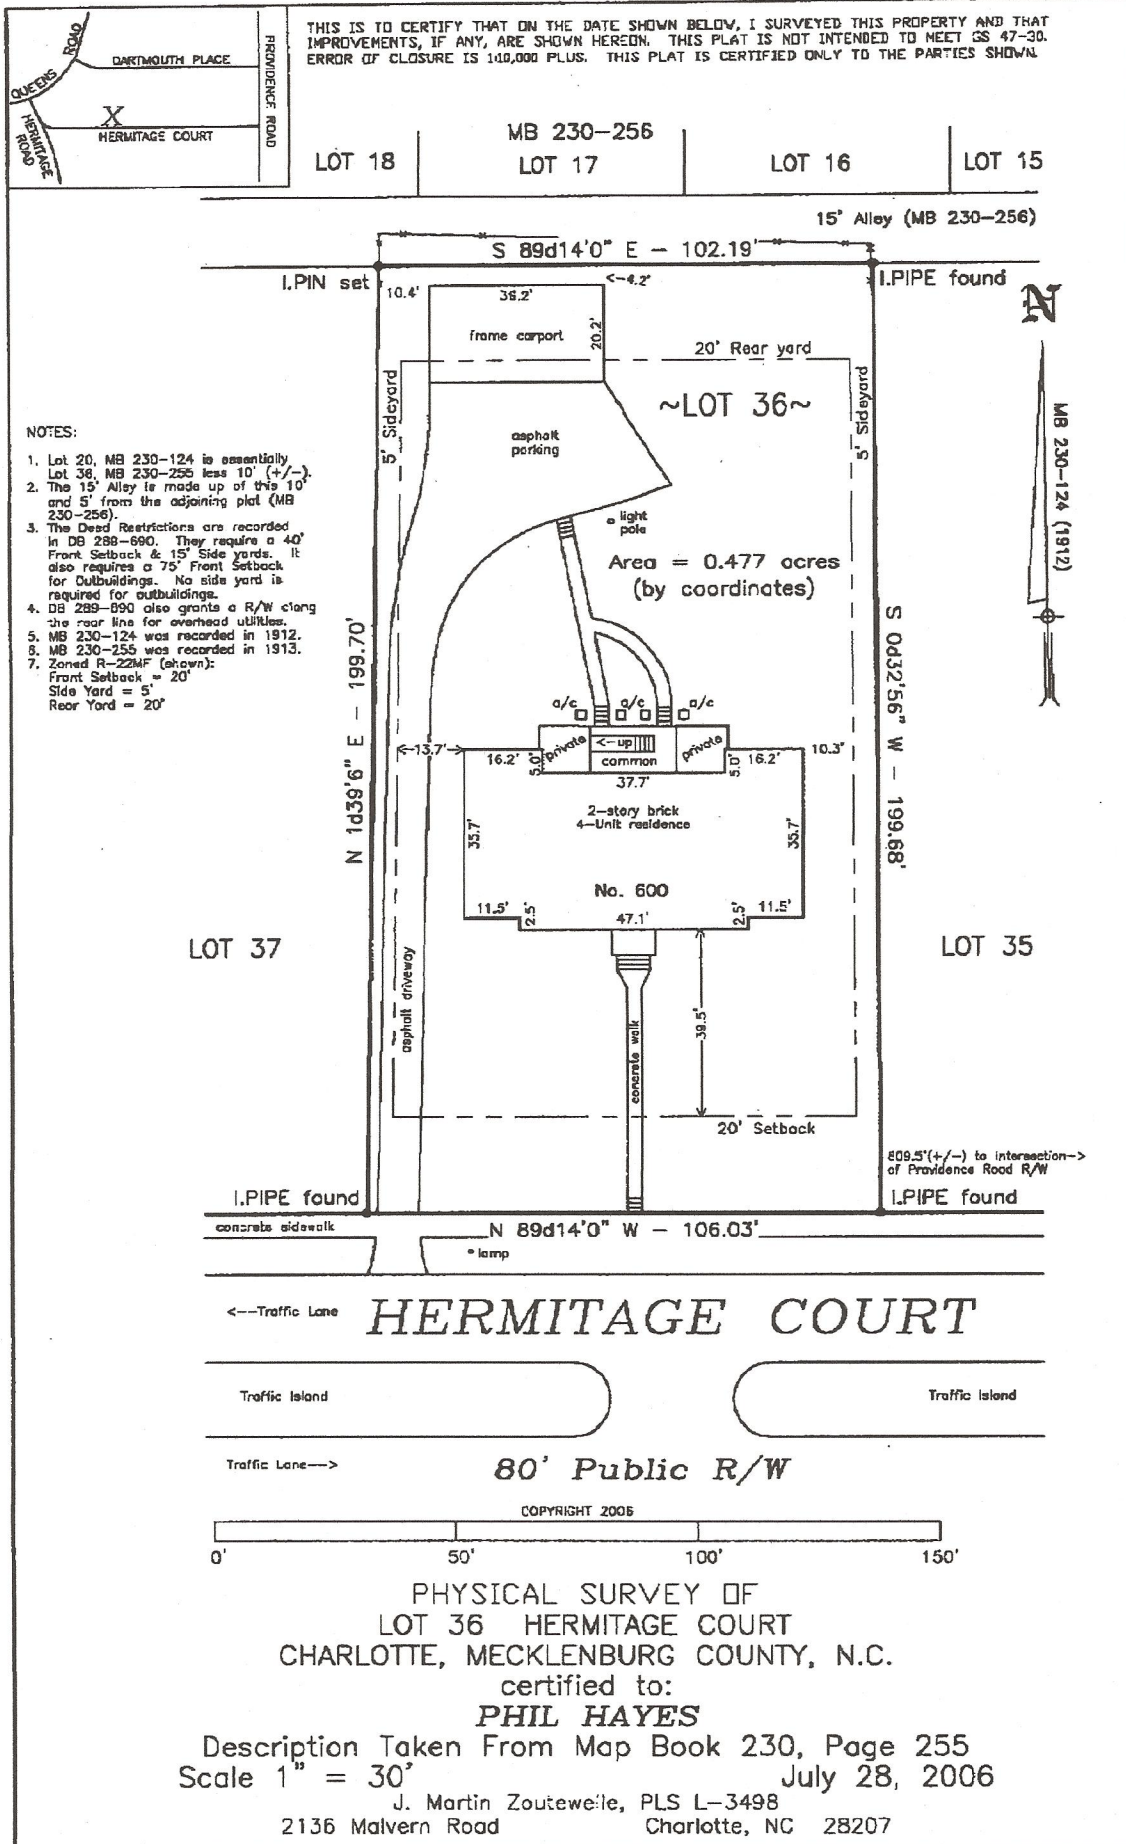 THIS IS TO CERTIFY THAT ON THE DATE SHOWN BELOW, I SURVEYED THIS PROPERTY AND THAT
IMPROVEMENTS, IF ANY, ARE SHOWN HEREON. THIS PLAT IS NOT INTENDED TO MEET GS 47-30.
ERROR OF CLOSURE IS 1:10,000 PLUS. THIS PLAT IS CERTIFIED ONLY TO THE PARTIES SHOWN.
QUEENS ROAD
DARTMOUTH PLACE
PROVIDENCE ROAD
X
HERMITAGE COURT
HERMITAGE
ROAD
MB 230-256
LOT 18
LOT 17
LOT 16
LOT 15
15' Alley (MB 230-256)
S 89d14'0" E - 102.19'
I.PIN set
I.PIPE found
10.4'
<-4.2'
36.2'
20.2'
frame carport
20' Rear yard
5' Sideyard
5' Sideyard
~LOT 36~
asphalt
parking
light
pole
Area = 0.477 acres
(by coordinates)
N
MB 230-124 (1912)
NOTES:
1. Lot 20, MB 230-124 is essentially
Lot 36, MB 230-255 less 10' (+/-).
2. The 15' Alley is made up of this 10'
and 5' from the adjoining plat (MB
230-256).
3. The Deed Restrictions are recorded
in DB 289-690. They require a 40'
Front Setback & 15' Side yards. It
also requires a 75' Front Setback
for Outbuildings. No side yard is
required for outbuildings.
4. DB 289-690 also grants a R/W along
the rear line for overhead utilities.
5. MB 230-124 was recorded in 1912.
6. MB 230-255 was recorded in 1913.
7. Zoned R-22MF (shown):
Front Setback = 20'
Side Yard = 5'
Rear Yard = 20'
N 1d39'6" E - 199.70'
S 0d32'56" W - 199.68'
a/c
a/c
a/c
private
<-up
common
private
<-13.7'->
16.2'
5.0'
5.0'
16.2'
10.3'
37.7'
2-story brick
4-Unit residence
35.7'
35.7'
No. 600
11.5'
2.5'
47.1'
2.5'
11.5'
LOT 37
LOT 35
asphalt driveway
concrete walk
39.5'
20' Setback
809.5'(+/-) to intersection->
of Providence Road R/W
I.PIPE found
I.PIPE found
concrete sidewalk
N 89d14'0" W - 106.03'
lamp
<--Traffic Lane
HERMITAGE COURT
Traffic Island
Traffic Island
Traffic Lane-->
80' Public R/W
COPYRIGHT 2006
0'
50'
100'
150'
PHYSICAL SURVEY OF
LOT 36 HERMITAGE COURT
CHARLOTTE, MECKLENBURG COUNTY, N.C.
certified to:
PHIL HAYES
Description Taken From Map Book 230, Page 255
Scale 1" = 30'
July 28, 2006
J. Martin Zoutewelle, PLS L-3498
2136 Malvern Road Charlotte, NC 28207